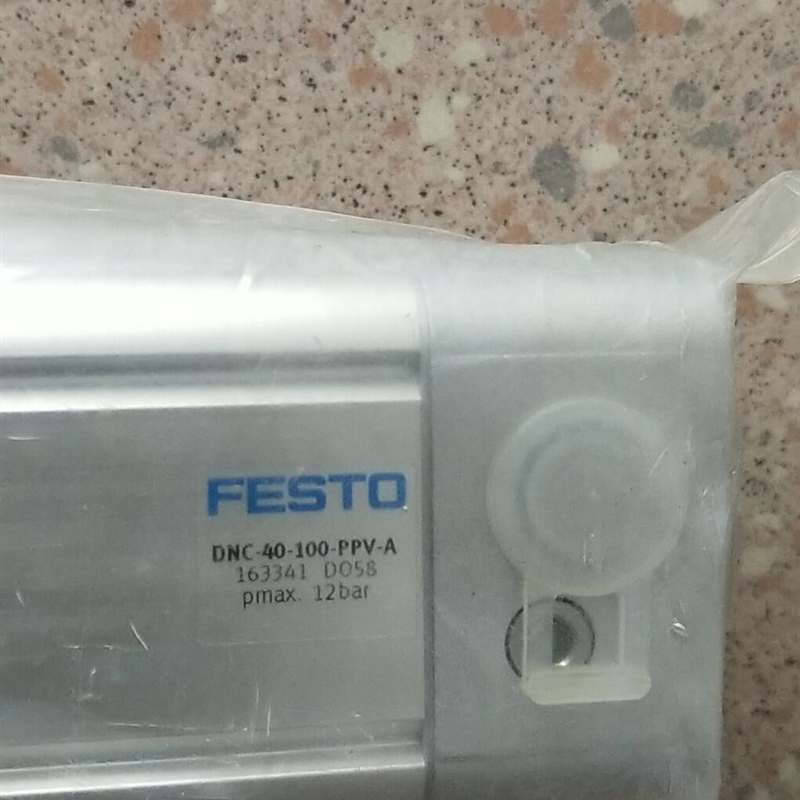 FESTO
DNC-40-100-PPV-A
163341 D058
pmax. 12bar